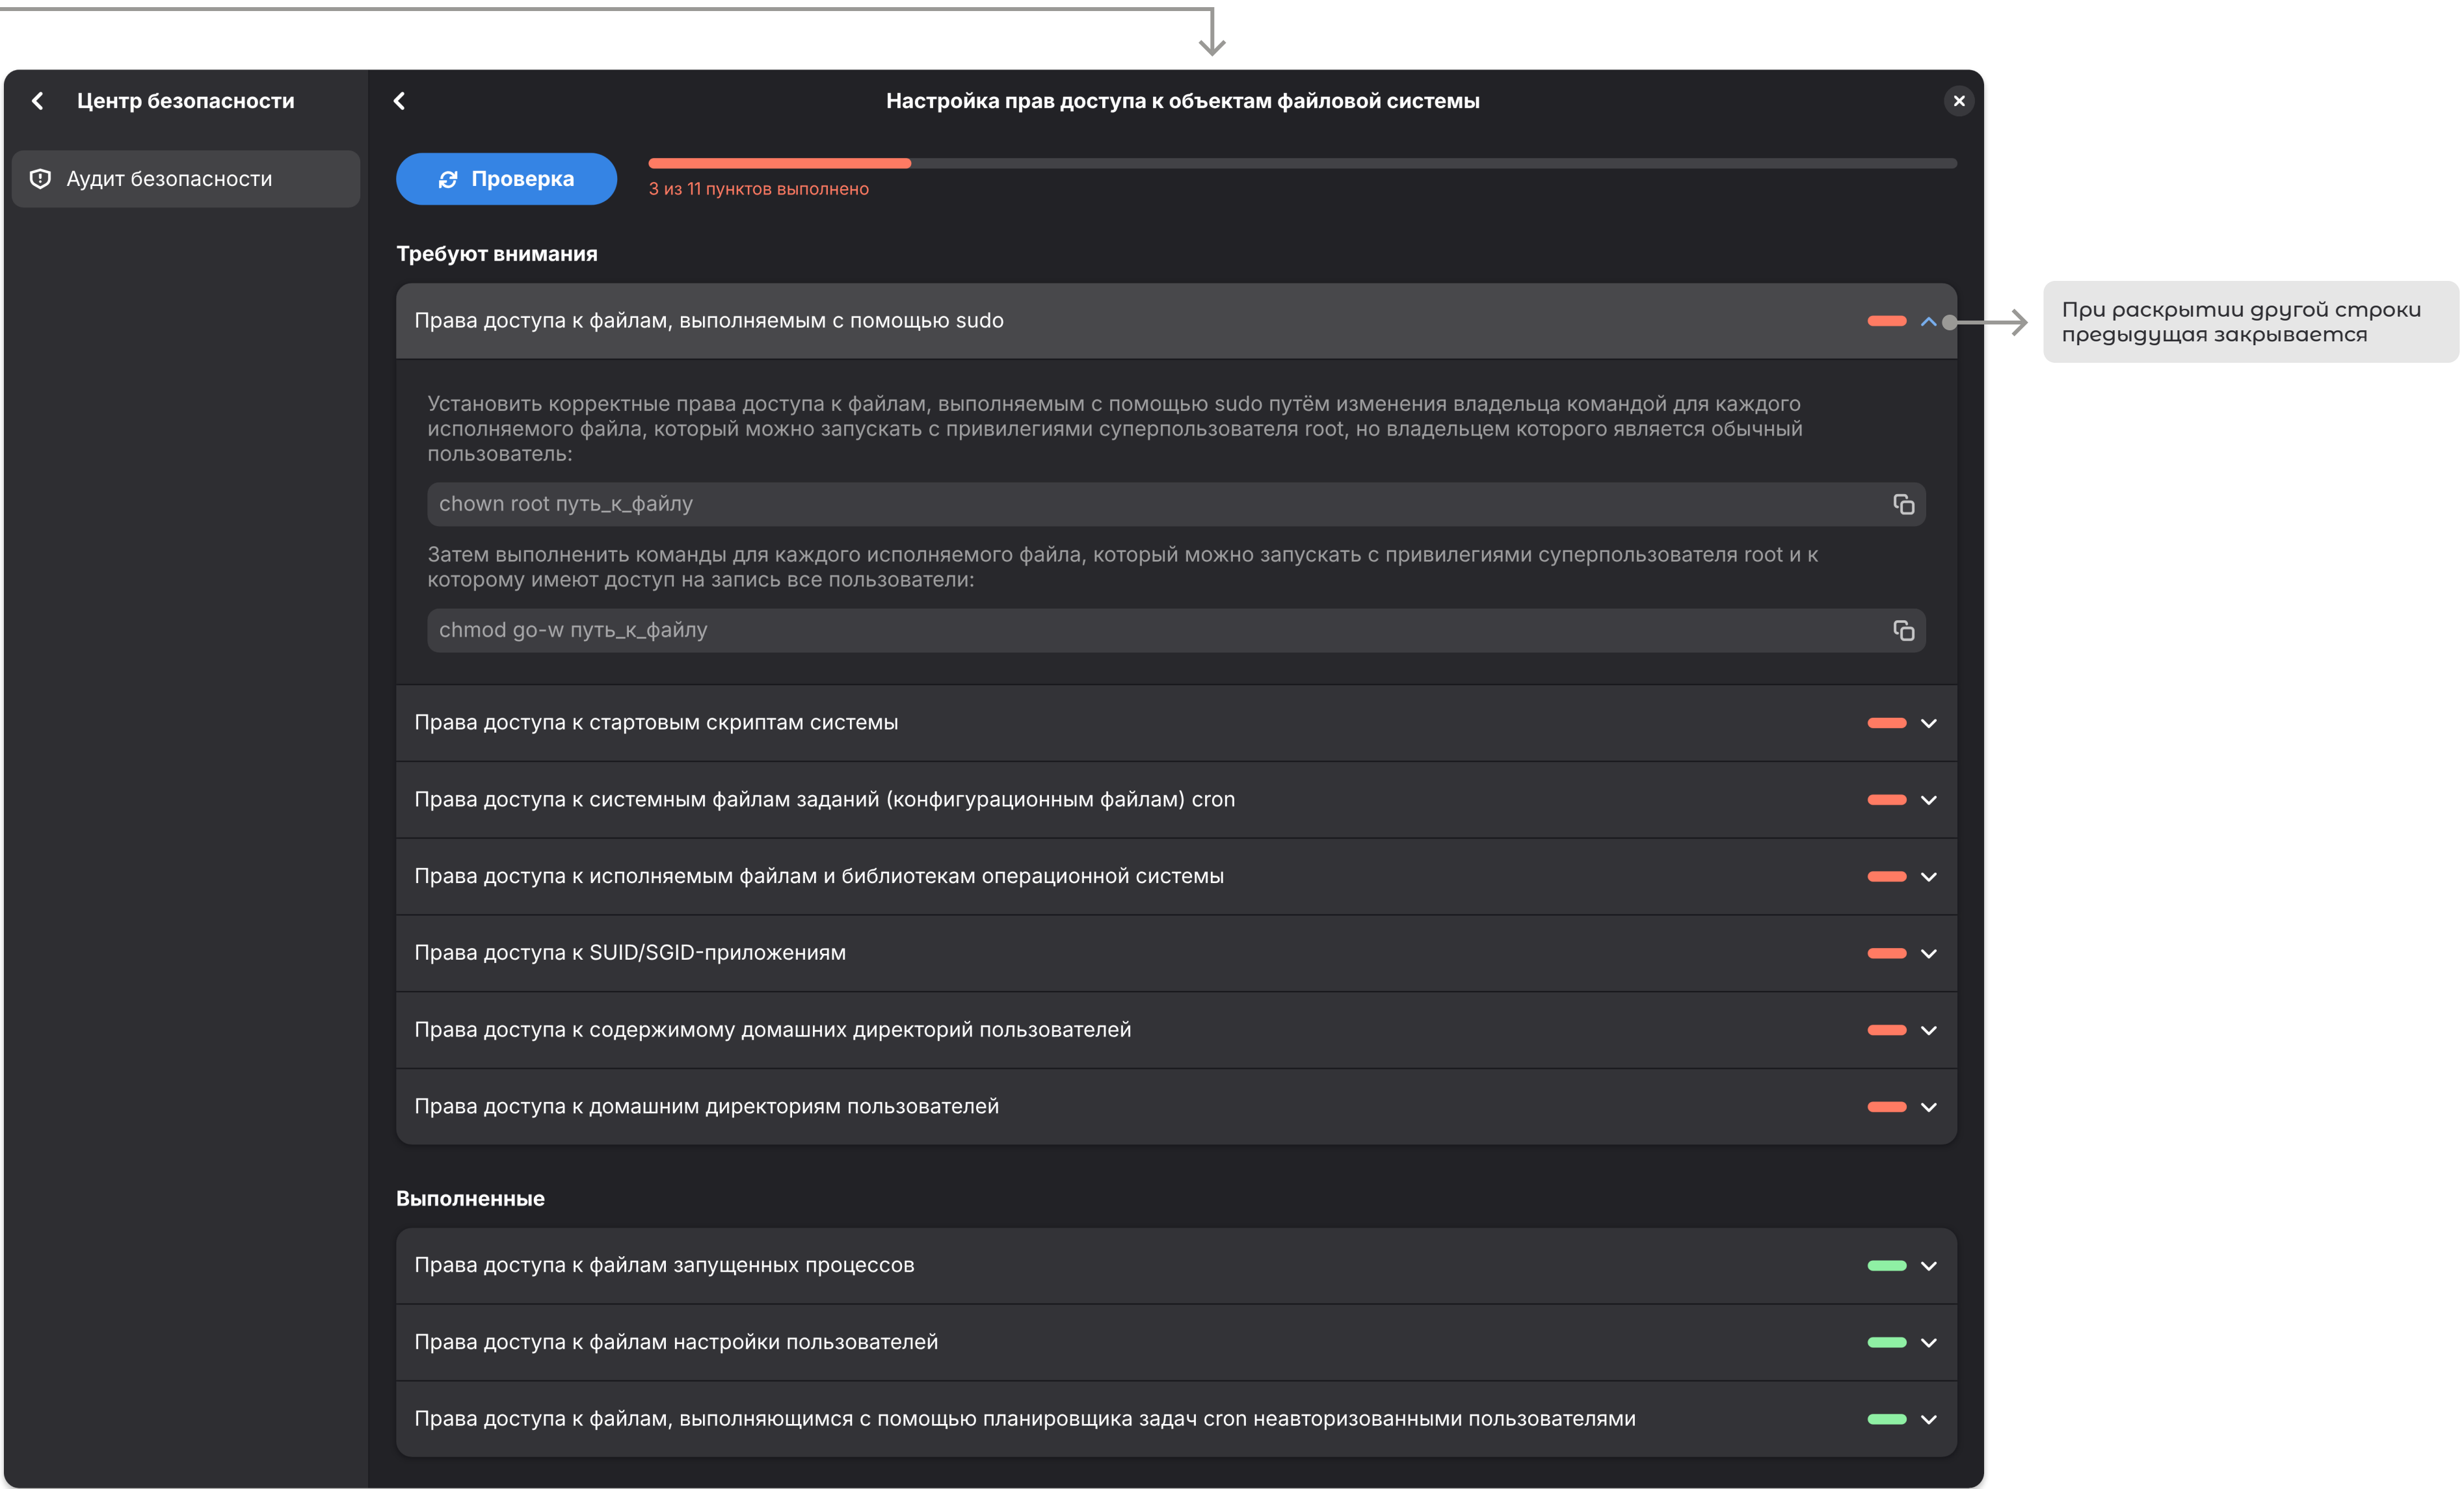 Центр безопасности
Аудит безопасности
Настройка прав доступа к объектам файловой системы
Проверка
3 из 11 пунктов выполнено
Требуют внимания
Права доступа к файлам, выполняемым с помощью sudo
При раскрытии другой строки
предыдущая закрывается
Установить корректные права доступа к файлам, выполняемым с помощью sudo путём изменения владельца командой для каждого
исполняемого файла, который можно запускать с привилегиями суперпользователя root, но владельцем которого является обычный
пользователь:
chown root путь_к_файлу
Затем выполненить команды для каждого исполняемого файла, который можно запускать с привилегиями суперпользователя root и к
которому имеют доступ на запись все пользователи:
chmod go-w путь_к_файлу
Права доступа к стартовым скриптам системы
Права доступа к системным файлам заданий (конфигурационным файлам) cron
Права доступа к исполняемым файлам и библиотекам операционной системы
Права доступа к SUID/SGID-приложениям
Права доступа к содержимому домашних директорий пользователей
Права доступа к домашним директориям пользователей
Выполненные
Права доступа к файлам запущенных процессов
Права доступа к файлам настройки пользователей
Права доступа к файлам, выполняющимся с помощью планировщика задач cron неавторизованными пользователями